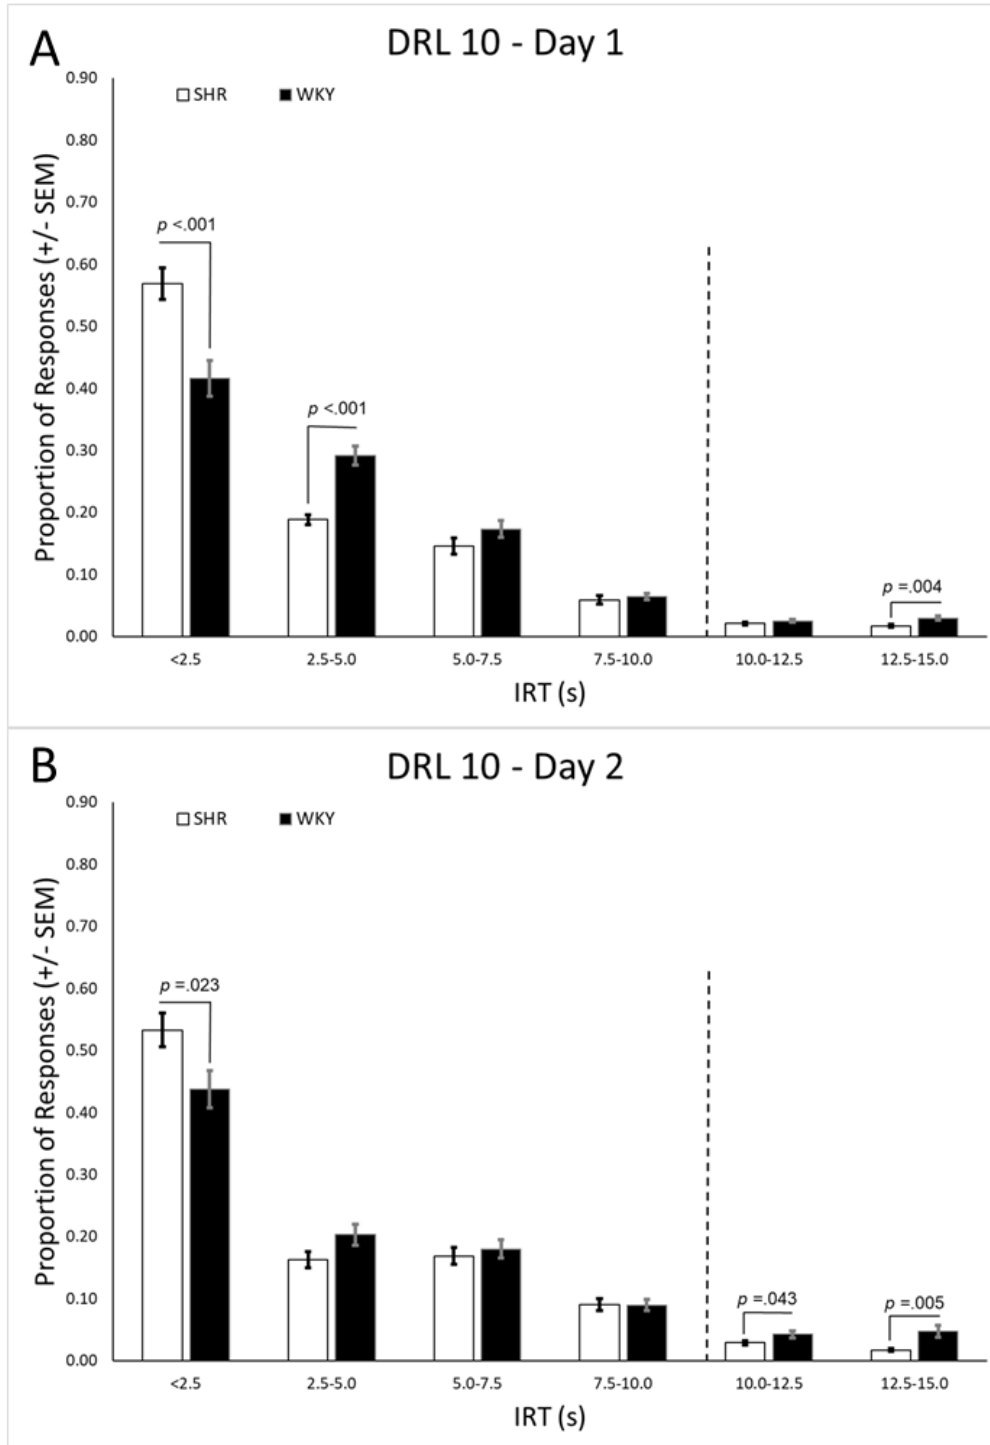 A
DRL 10 - Day 1
0.90
SHR WKY
0.80
0.70
p <.001
0.60
0.50
0.40
p <.001
0.30
0.20
0.10
p =.004
0.00
Proportion of Responses (+/- SEM)
<2.5 2.5-5.0 5.0-7.5 7.5-10.0 10.0-12.5 12.5-15.0
IRT (s)
B
DRL 10 - Day 2
0.90
SHR WKY
0.80
0.70
0.60
p =.023
0.50
0.40
0.30
0.20
0.10
p =.043 p =.005
0.00
Proportion of Responses (+/- SEM)
<2.5 2.5-5.0 5.0-7.5 7.5-10.0 10.0-12.5 12.5-15.0
IRT (s)